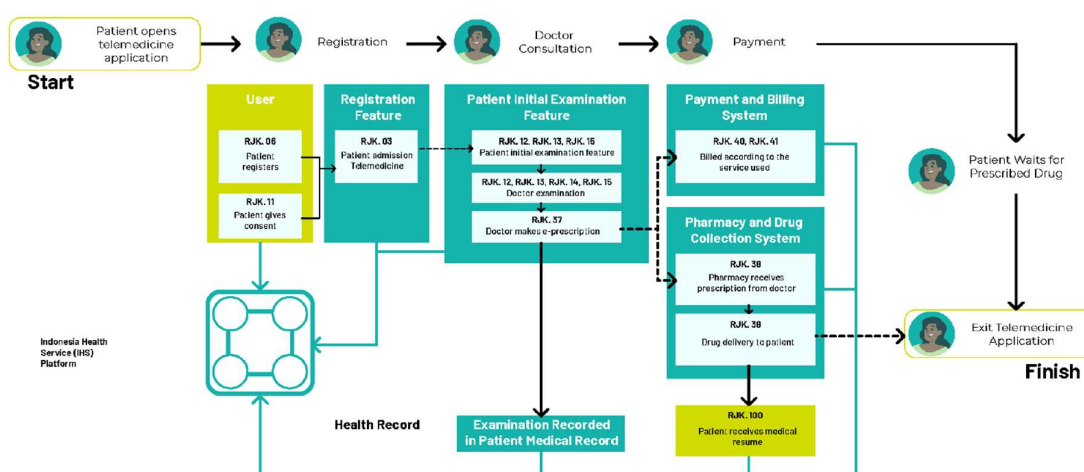 Patient opens
telemedicine
application
Start
Registration
Doctor
Consultation
Payment
User
RJK. 06
Patient
registers
RJK. 11
Patient gives
consent
Registration
Feature
RJK. 03
Patient admission
Telemedicine
Patient Initial Examination
Feature
RJK. 12, RJK. 13, RJK. 15
Patient initial examination feature
RJK. 12, RJK. 13, RJK. 14, RJK. 15
Doctor examination
RJK. 37
Doctor makes e-prescription
Payment and Billing
System
RJK. 40, RJK. 41
Billed according to the
service used
Pharmacy and Drug
Collection System
RJK. 38
Pharmacy receives
prescription from doctor
RJK. 38
Drug delivery to patient
Patient Waits for
Prescribed Drug
Exit Telemedicine
Application
Finish
Indonesia Health
Service (IHS)
Platform
Health Record
Examination Recorded
in Patient Medical Record
RJK. 100
Patient receives medical
resume